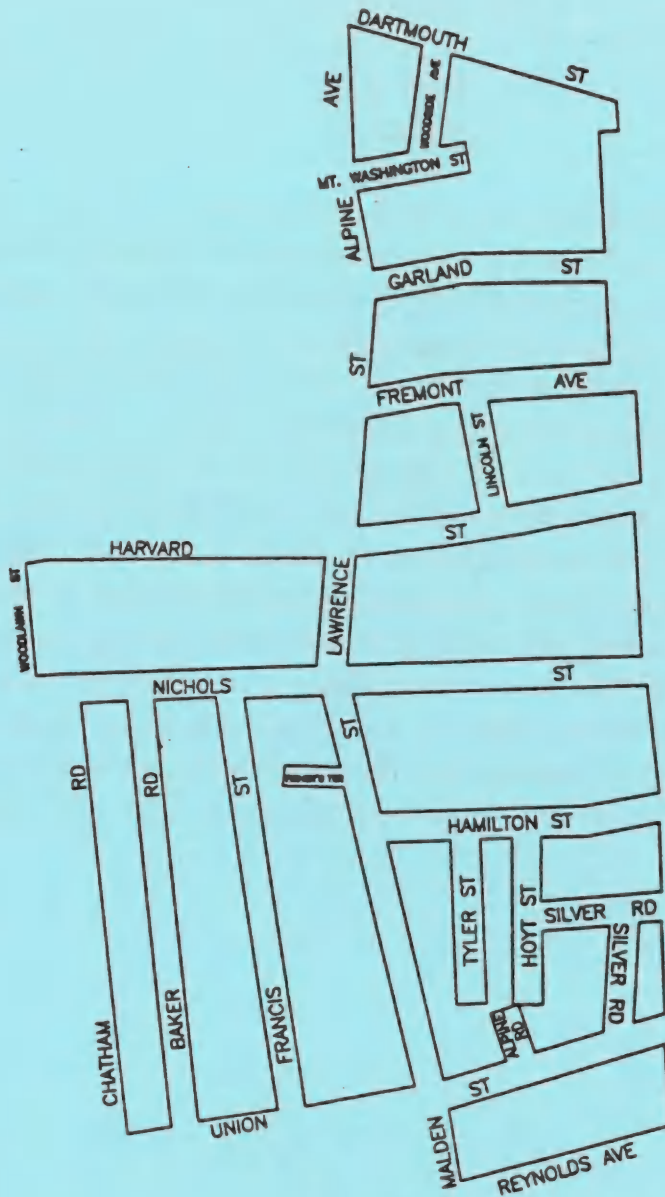 DARTMOUTH ST
AVE
WOODSIDE AVE
MT. WASHINGTON ST
ALPINE
GARLAND ST
ST
FREMONT AVE
LINCOLN ST
HARVARD ST
WOODLAWN ST
LAWRENCE
NICHOLS ST
RD
RD
ST
ST
HAMILTON ST
TYLER ST
HOYT ST
SILVER RD
SILVER RD
ALPINE RD
CHATHAM
BAKER
FRANCIS
UNION ST
MALDEN
REYNOLDS AVE